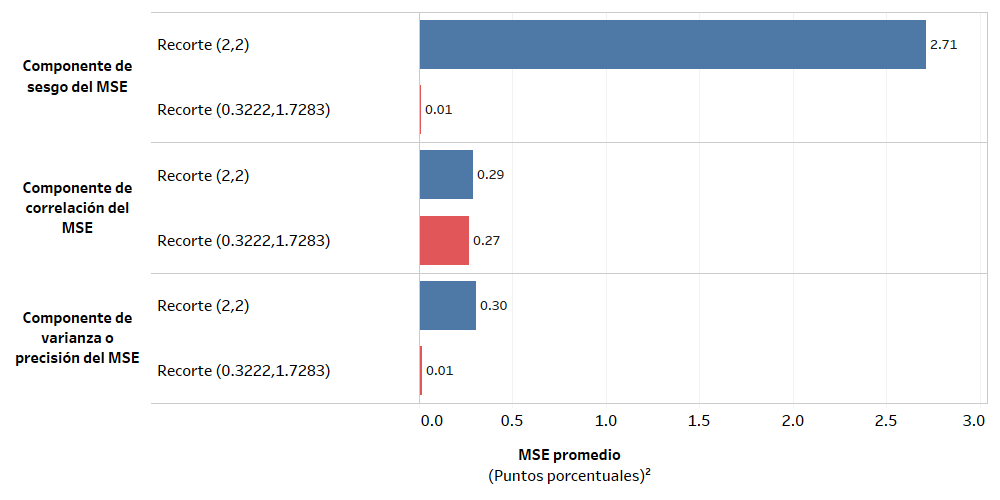 Componente de
sesgo del MSE
Recorte (2,2)
2.71
Recorte (0.3222,1.7283)
0.01
Componente de
correlación del
MSE
Recorte (2,2)
0.29
Recorte (0.3222,1.7283)
0.27
Componente de
varianza o
precisión del MSE
Recorte (2,2)
0.30
Recorte (0.3222,1.7283)
0.01
0.0 0.5 1.0 1.5 2.0 2.5 3.0
MSE promedio
(Puntos porcentuales)²